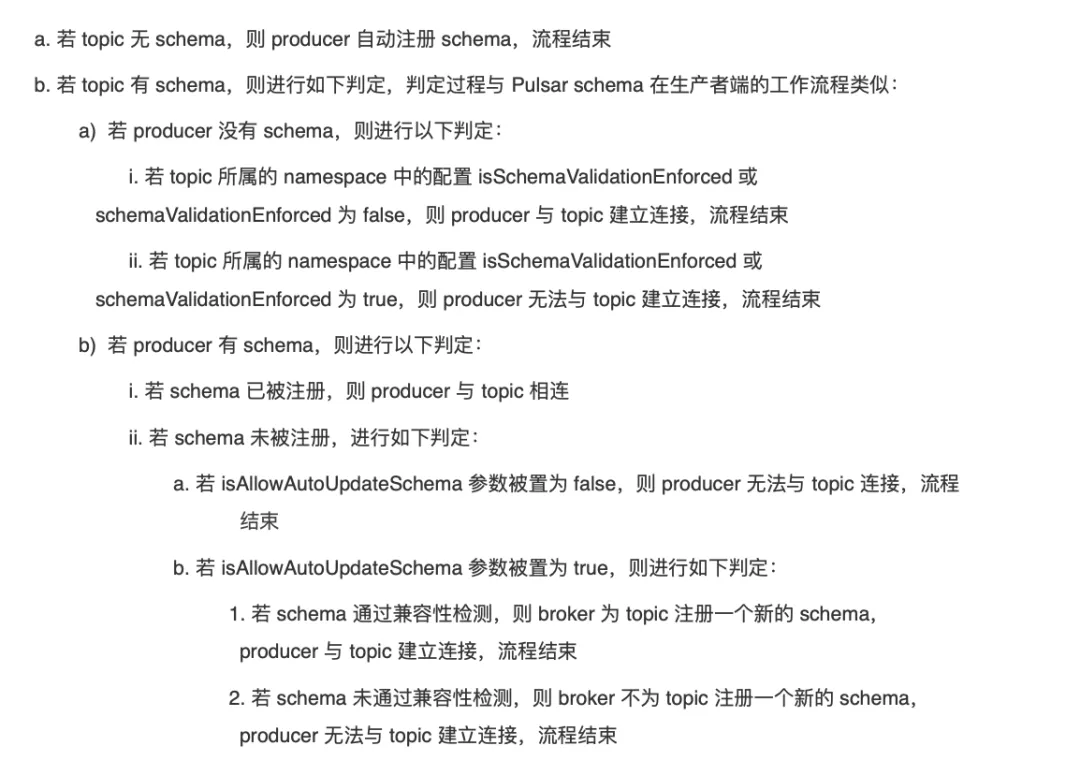 a. 若 topic 无 schema，则 producer 自动注册 schema，流程结束
b. 若 topic 有 schema，则进行如下判定，判定过程与 Pulsar schema 在生产者端的工作流程类似：
a) 若 producer 没有 schema，则进行以下判定：
i. 若 topic 所属的 namespace 中的配置 isSchemaValidationEnforced 或
schemaValidationEnforced 为 false，则 producer 与 topic 建立连接，流程结束
ii. 若 topic 所属的 namespace 中的配置 isSchemaValidationEnforced 或
schemaValidationEnforced 为 true，则 producer 无法与 topic 建立连接，流程结束
b) 若 producer 有 schema，则进行以下判定：
i. 若 schema 已被注册，则 producer 与 topic 相连
ii. 若 schema 未被注册，进行如下判定：
a. 若 isAllowAutoUpdateSchema 参数被置为 false，则 producer 无法与 topic 连接，流程
结束
b. 若 isAllowAutoUpdateSchema 参数被置为 true，则进行如下判定：
1. 若 schema 通过兼容性检测，则 broker 为 topic 注册一个新的 schema，
producer 与 topic 建立连接，流程结束
2. 若 schema 未通过兼容性检测，则 broker 不为 topic 注册一个新的 schema，
producer 无法与 topic 建立连接，流程结束